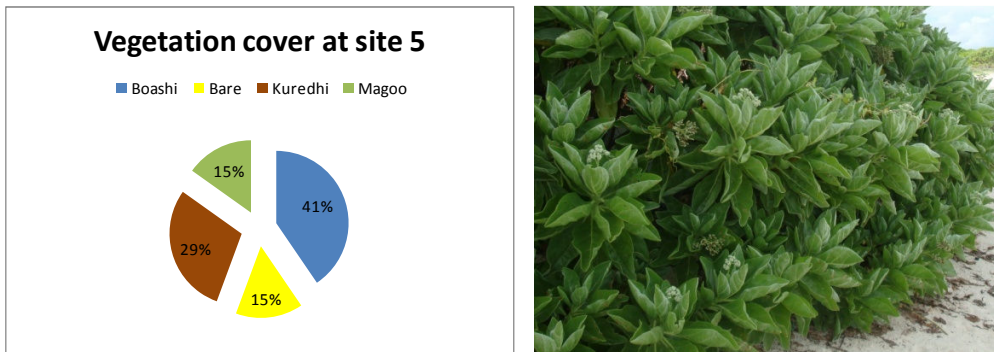 Vegetation cover at site 5
Boashi Bare Kuredhi Magoo
15%
41%
29%
15%